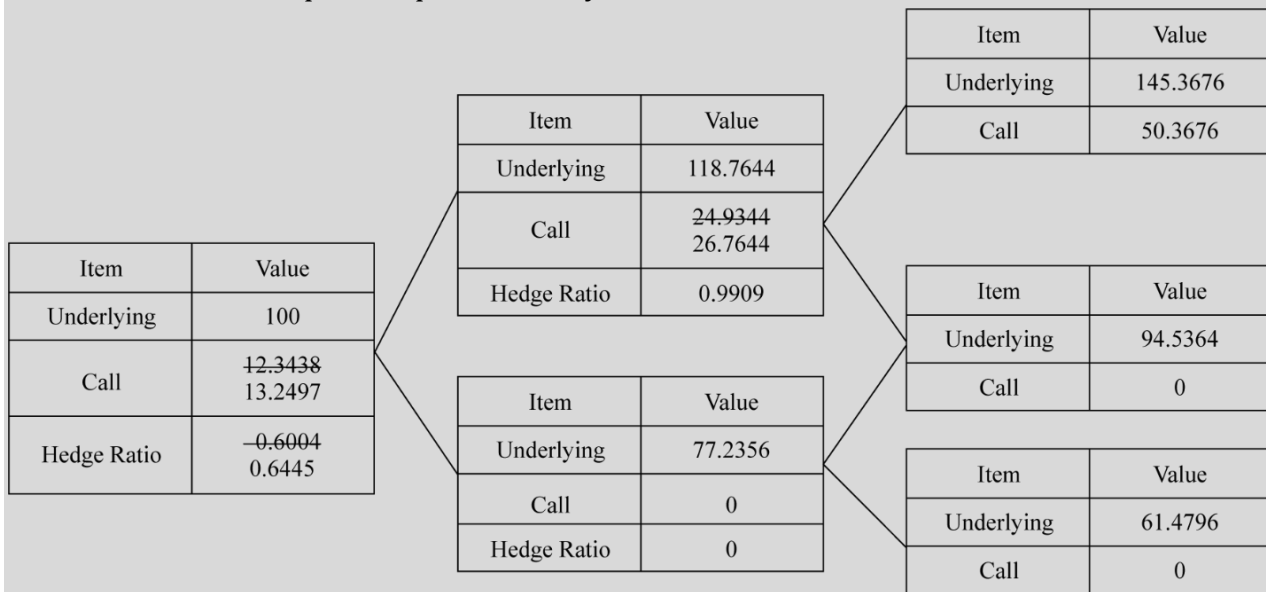 Item Value
Underlying 100
Call 12.3438
13.2497
Hedge Ratio 0.6004
0.6445
Item Value
Underlying 118.7644
Call 24.9344
26.7644
Hedge Ratio 0.9909
Item Value
Underlying 77.2356
Call 0
Hedge Ratio 0
Item Value
Underlying 145.3676
Call 50.3676
Item Value
Underlying 94.5364
Call 0
Item Value
Underlying 61.4796
Call 0